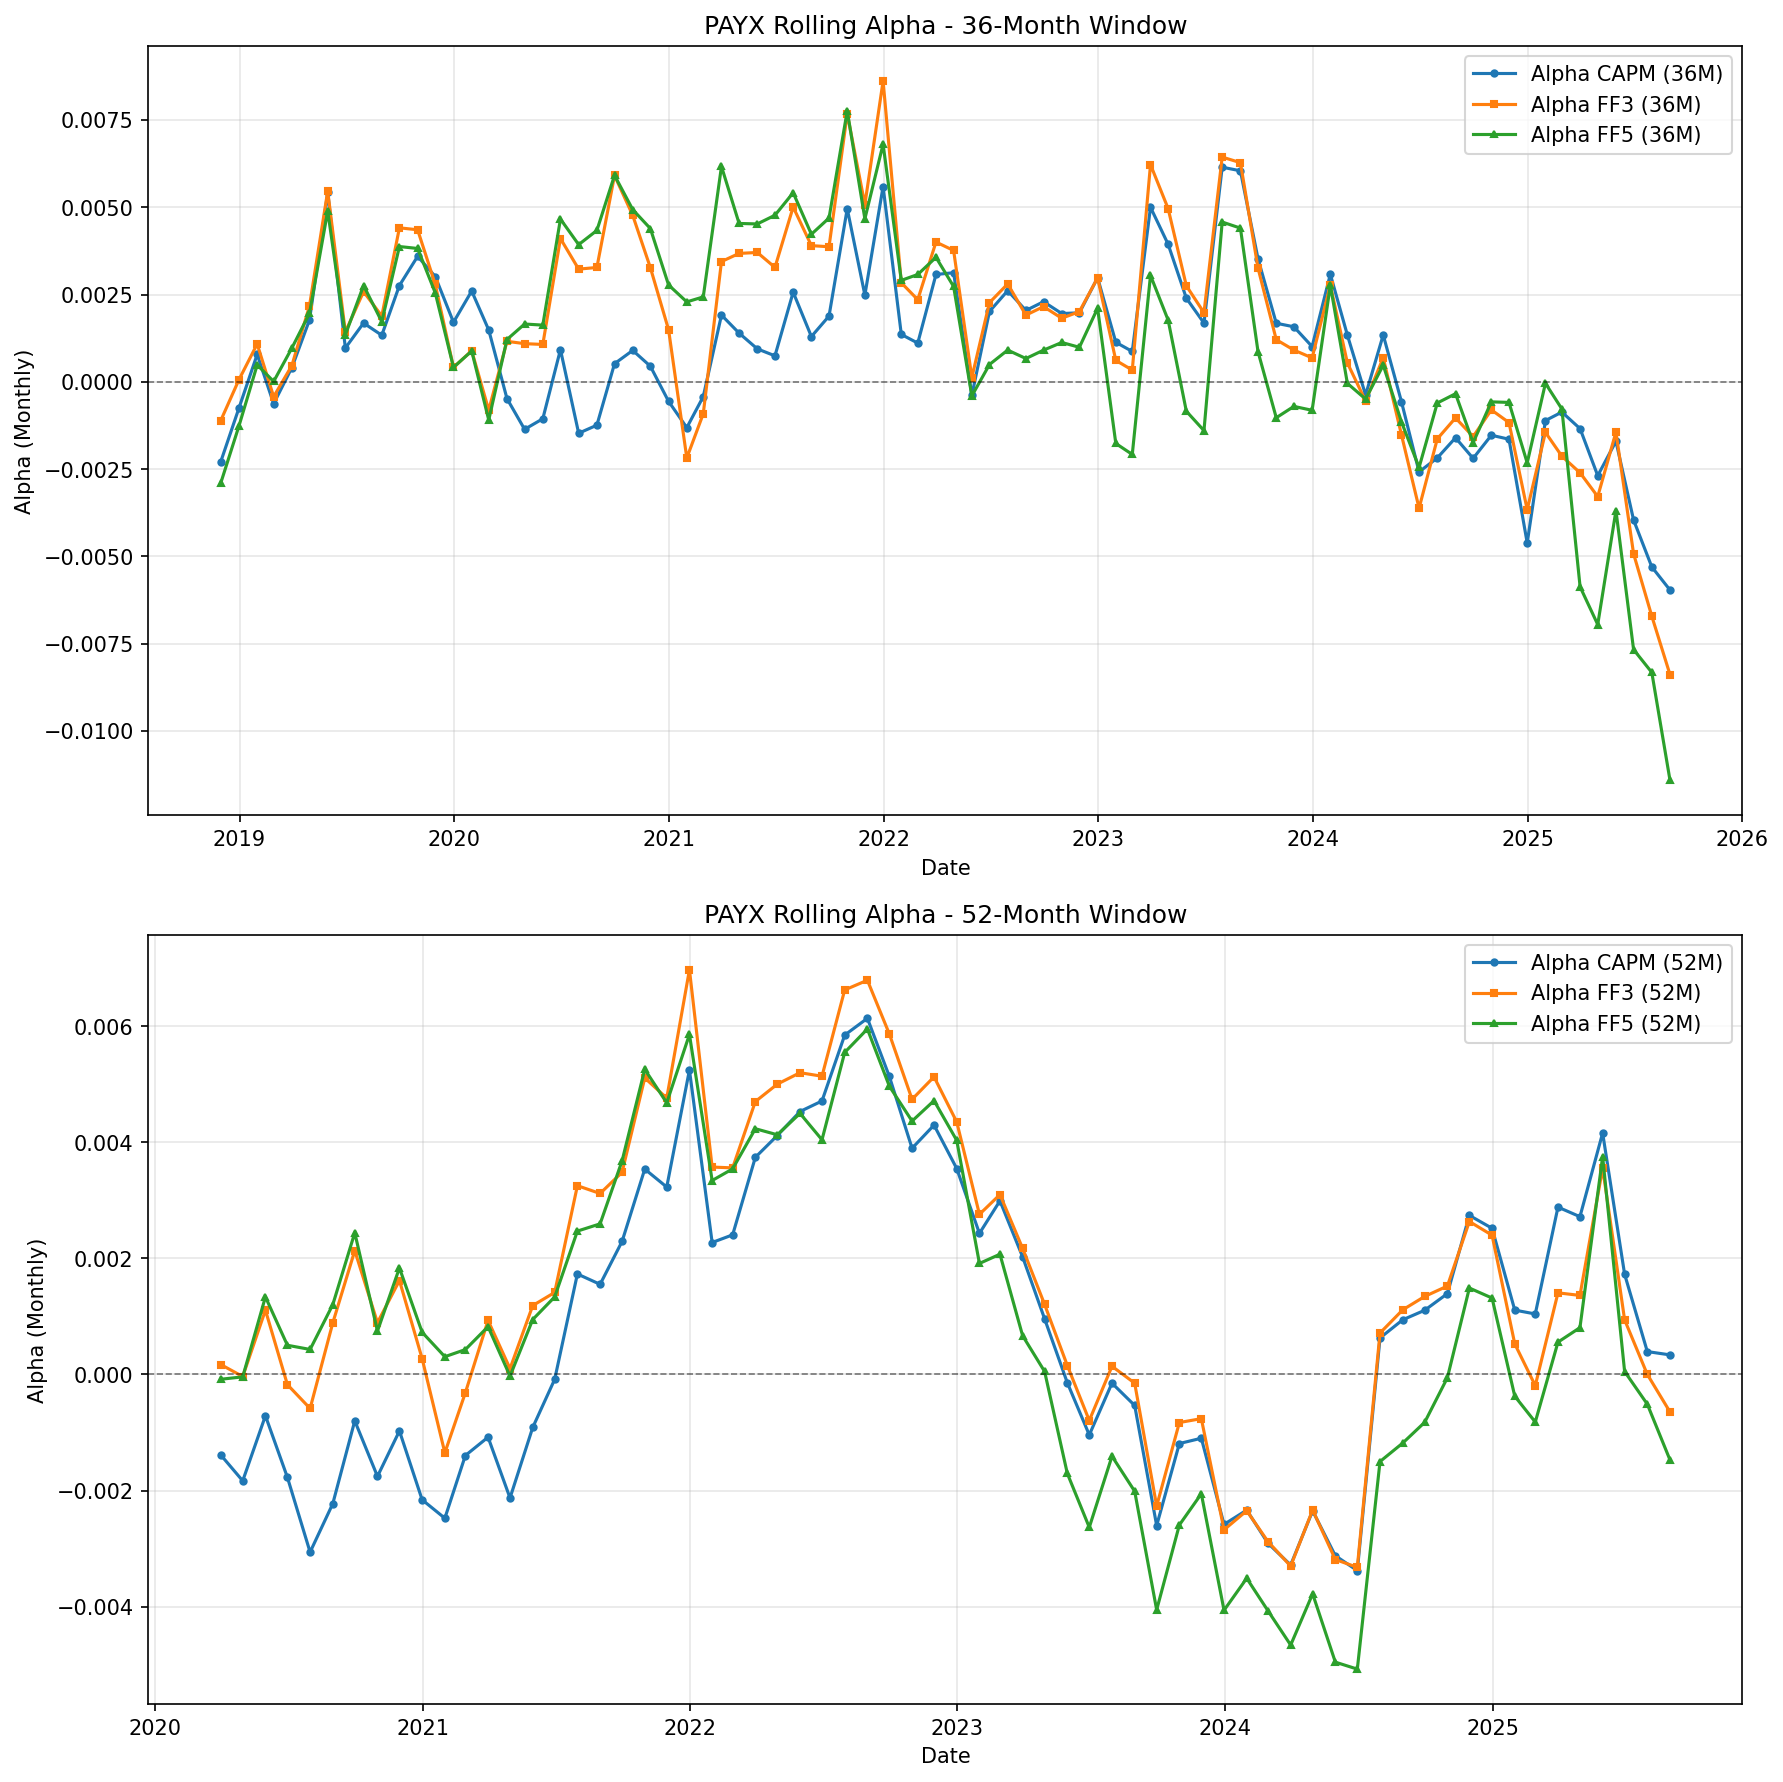 PAYX Rolling Alpha - 36-Month Window
Alpha CAPM (36M)
Alpha FF3 (36M)
Alpha FF5 (36M)
Alpha (Monthly)
0.0075
0.0050
0.0025
0.0000
−0.0025
−0.0050
−0.0075
−0.0100
2019 2020 2021 2022 2023 2024 2025 2026
Date
PAYX Rolling Alpha - 52-Month Window
Alpha CAPM (52M)
Alpha FF3 (52M)
Alpha FF5 (52M)
Alpha (Monthly)
0.006
0.004
0.002
0.000
−0.002
−0.004
2020 2021 2022 2023 2024 2025
Date